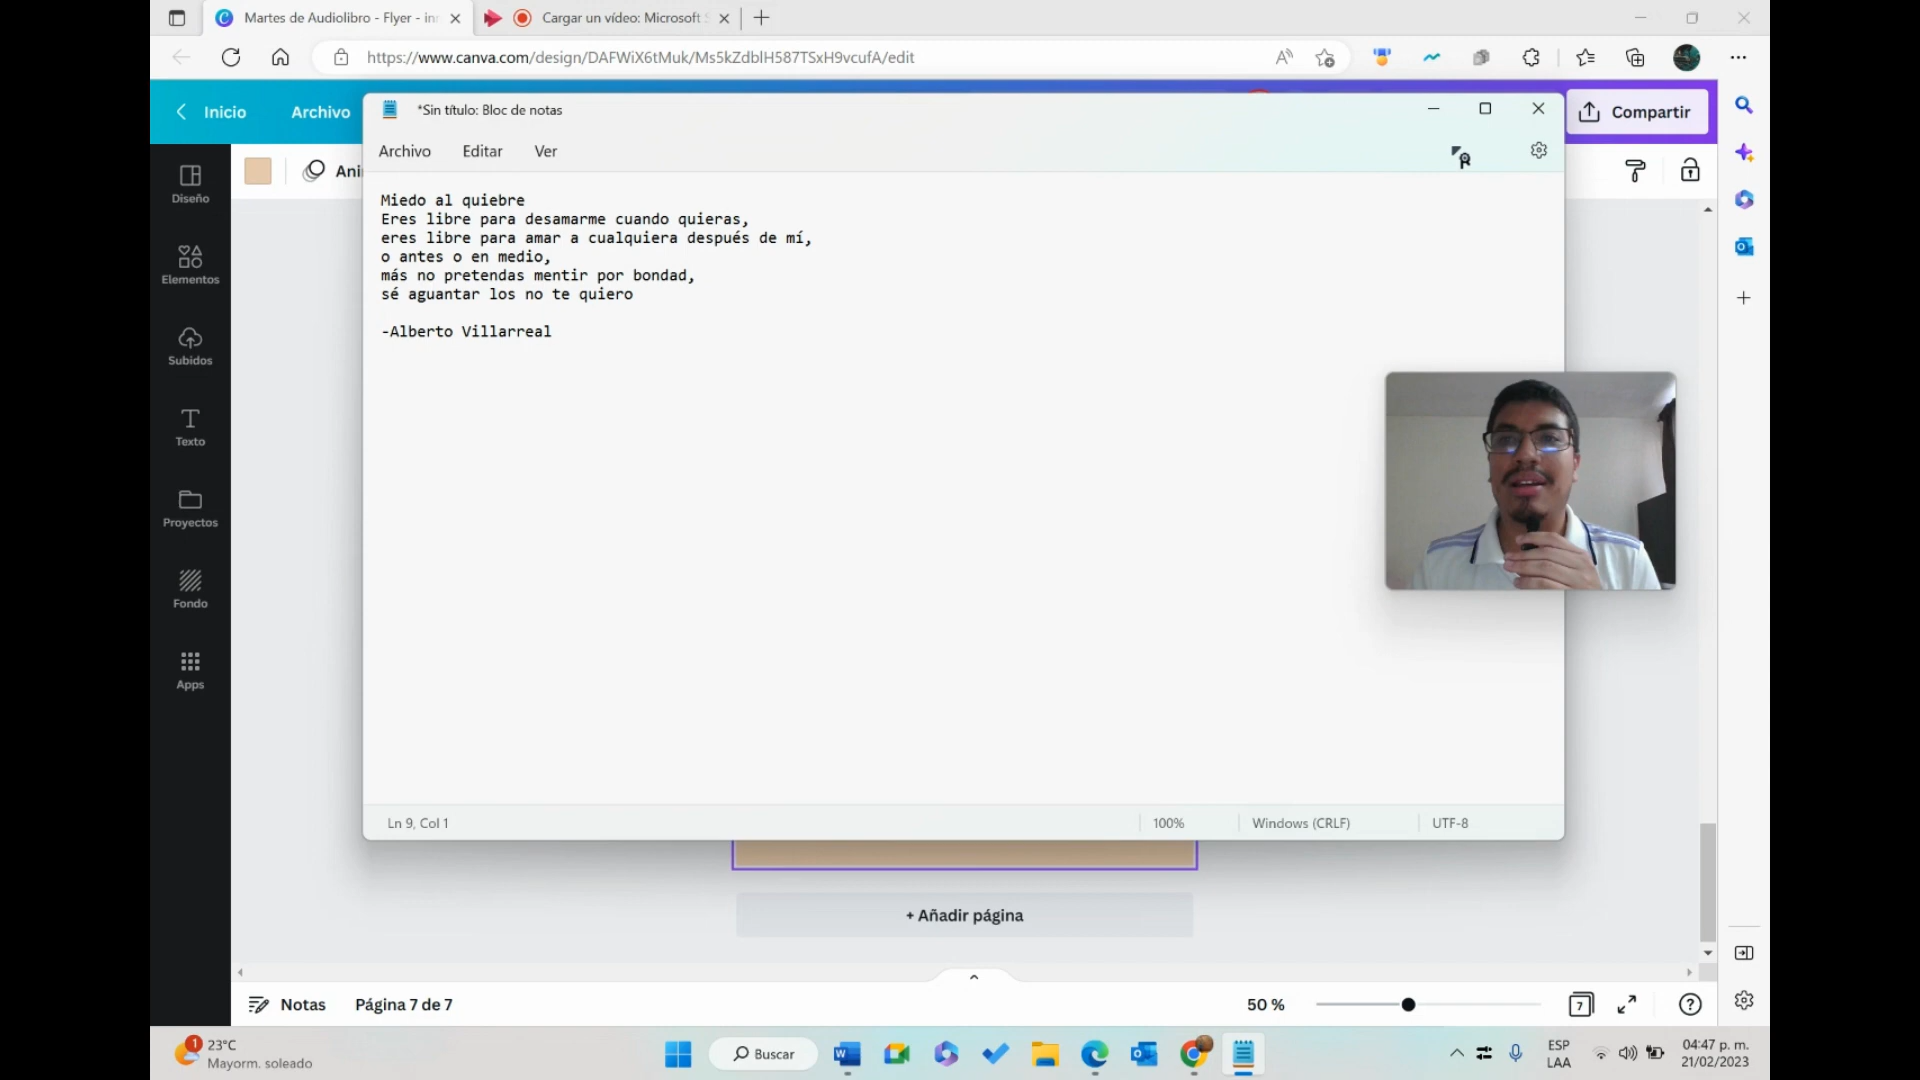 Martes de Audiolibro - Flyer - in
Cargar un vídeo: Microsoft S
https://www.canva.com/design/DAFWiX6tMuk/Ms5kZdblH587TSxH9vcufA/edit
Inicio
Archivo
*Sin título: Bloc de notas
Compartir
Archivo
Editar
Ver
Ani
Diseño
Elementos
Subidos
Texto
Proyectos
Fondo
Apps
Miedo al quiebre
Eres libre para desamarme cuando quieras,
eres libre para amar a cualquiera después de mí,
o antes o en medio,
más no pretendas mentir por bondad,
sé aguantar los no te quiero
-Alberto Villarreal
Ln 9, Col 1
100%
Windows (CRLF)
UTF-8
+ Añadir página
Notas
Página 7 de 7
50 %
7
1
23°C
Mayorm. soleado
Buscar
ESP
LAA
04:47 p. m.
21/02/2023